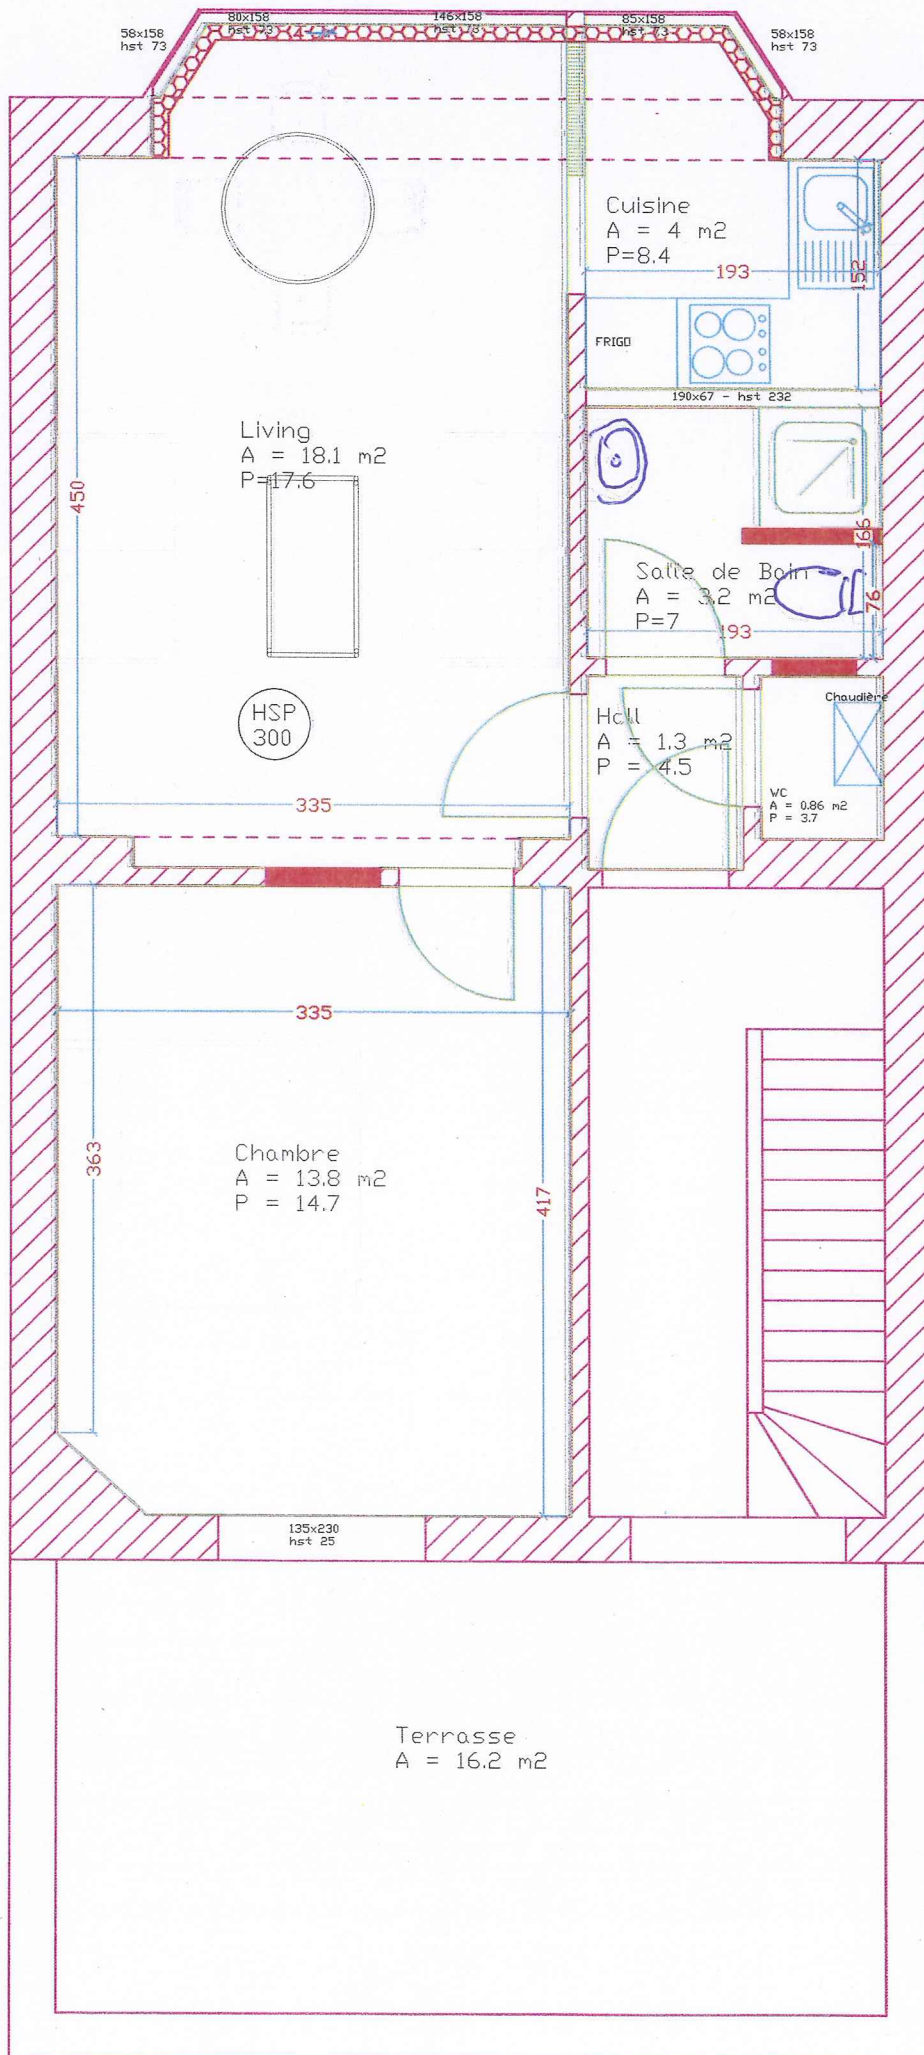 58x158
hst 73
80x158
hst 73
146x158
hst 73
85x158
hst 73
58x158
hst 73
Cuisine
A = 4 m2
P=8.4
193
152
FRIGO
190x67 - hst 232
Living
A = 18.1 m2
P=17.6
450
166
Salle de Bain
A = 3.2 m2
P=7
193
76
HSP
300
Hall
A = 1.3 m2
P = 4.5
Chaudière
WC
A = 0.86 m2
P = 3.7
335
335
363
Chambre
A = 13.8 m2
P = 14.7
417
135x230
hst 25
Terrasse
A = 16.2 m2